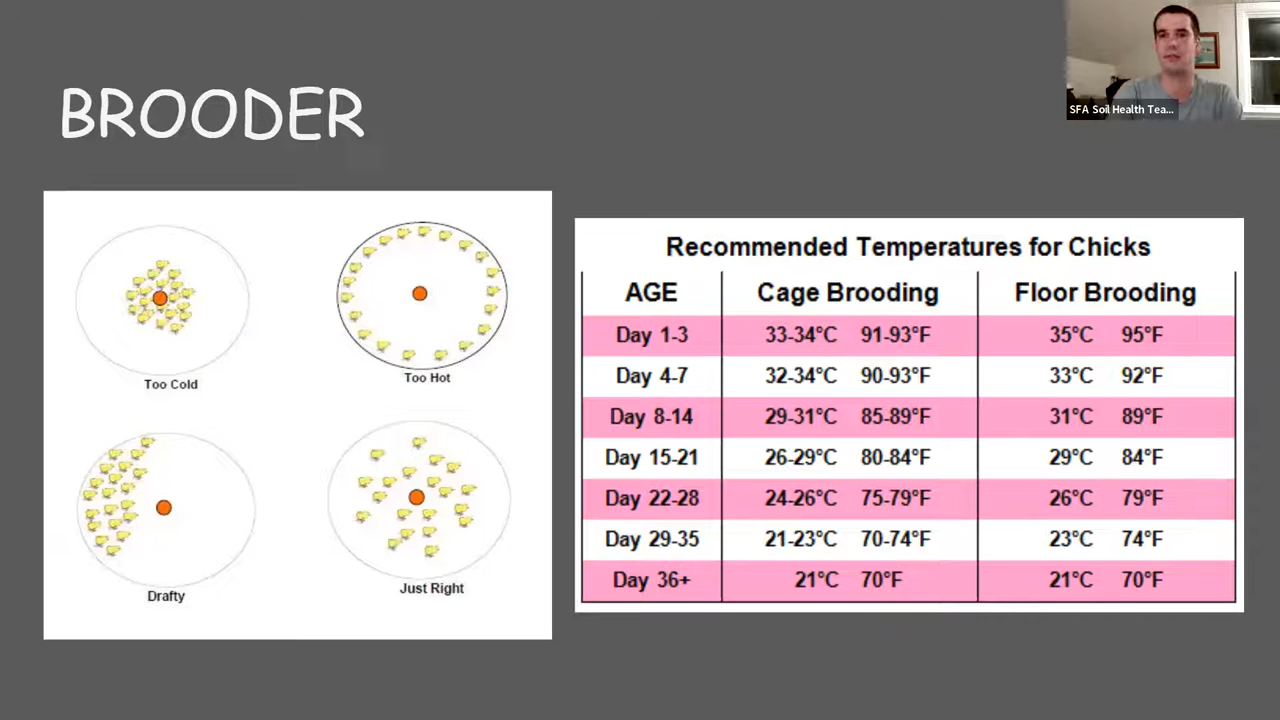 SFA Soil Health Tea...
BROODER
Too Cold
Too Hot
Drafty
Just Right
Recommended Temperatures for Chicks
AGE Cage Brooding Floor Brooding
Day 1-3 33-34°C 91-93°F 35°C 95°F
Day 4-7 32-34°C 90-93°F 33°C 92°F
Day 8-14 29-31°C 85-89°F 31°C 89°F
Day 15-21 26-29°C 80-84°F 29°C 84°F
Day 22-28 24-26°C 75-79°F 26°C 79°F
Day 29-35 21-23°C 70-74°F 23°C 74°F
Day 36+ 21°C 70°F 21°C 70°F